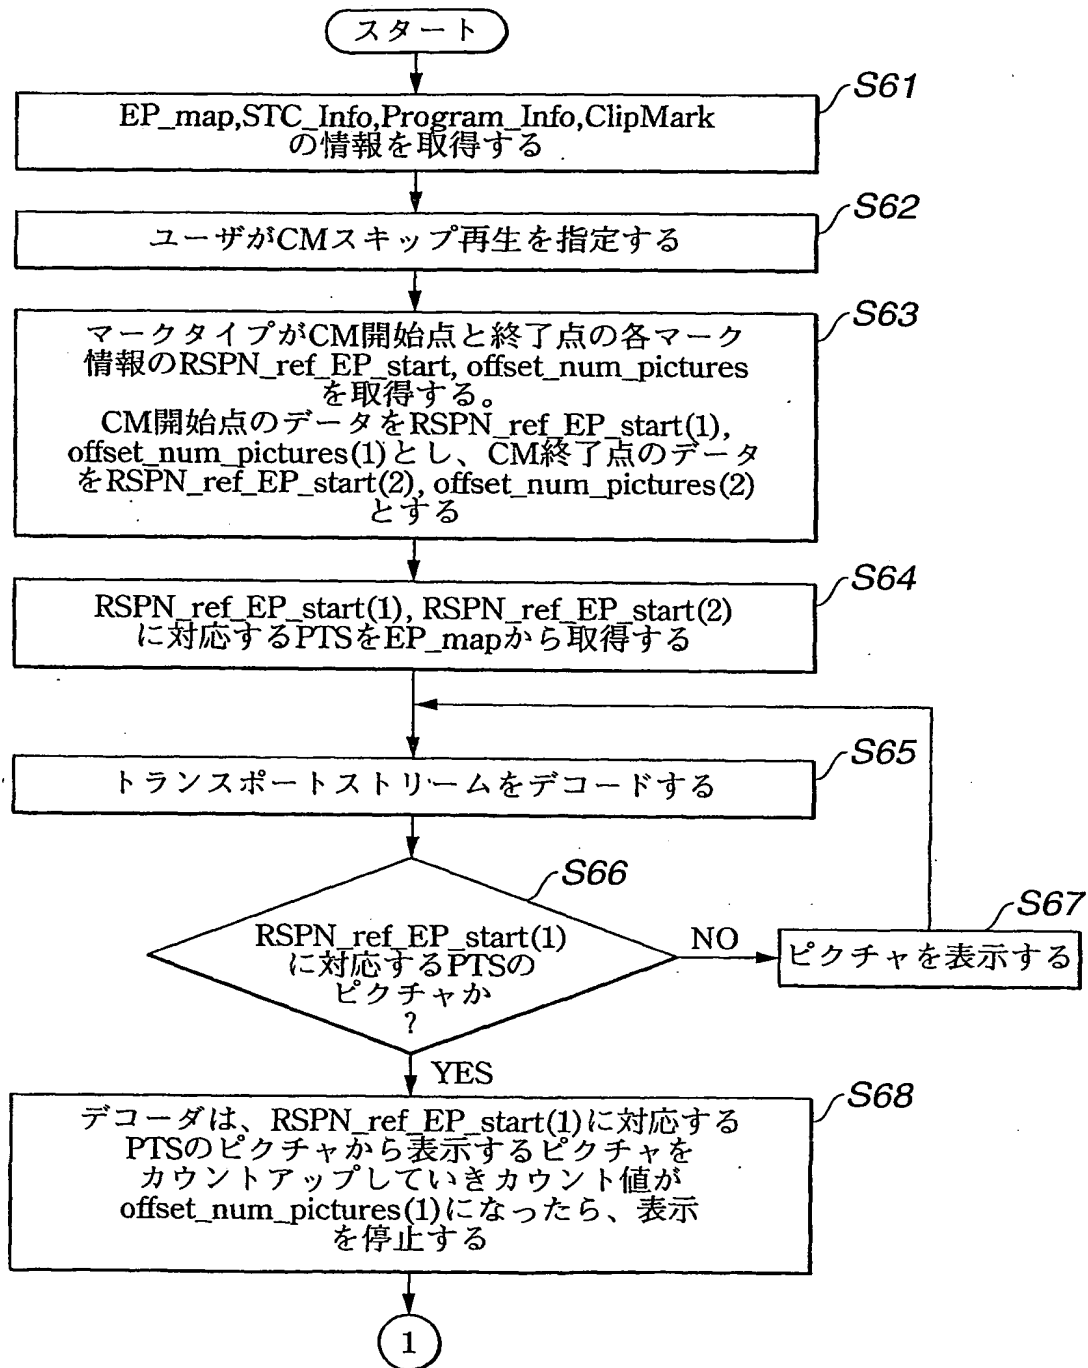 スタート
S61
EP_map,STC_Info,Program_Info,ClipMark
の情報を取得する
S62
ユーザがCMスキップ再生を指定する
S63
マークタイプがCM開始点と終了点の各マーク
情報のRSPN_ref_EP_start, offset_num_pictures
を取得する。
CM開始点のデータをRSPN_ref_EP_start(1),
offset_num_pictures(1)とし、CM終了点のデータ
をRSPN_ref_EP_start(2), offset_num_pictures(2)
とする
S64
RSPN_ref_EP_start(1), RSPN_ref_EP_start(2)
に対応するPTSをEP_mapから取得する
S65
トランスポートストリームをデコードする
S66
RSPN_ref_EP_start(1)
に対応するPTSの
ピクチャか
?
NO
S67
ピクチャを表示する
YES
S68
デコーダは、RSPN_ref_EP_start(1)に対応する
PTSのピクチャから表示するピクチャを
カウントアップしていきカウント値が
offset_num_pictures(1)になったら、表示
を停止する
1